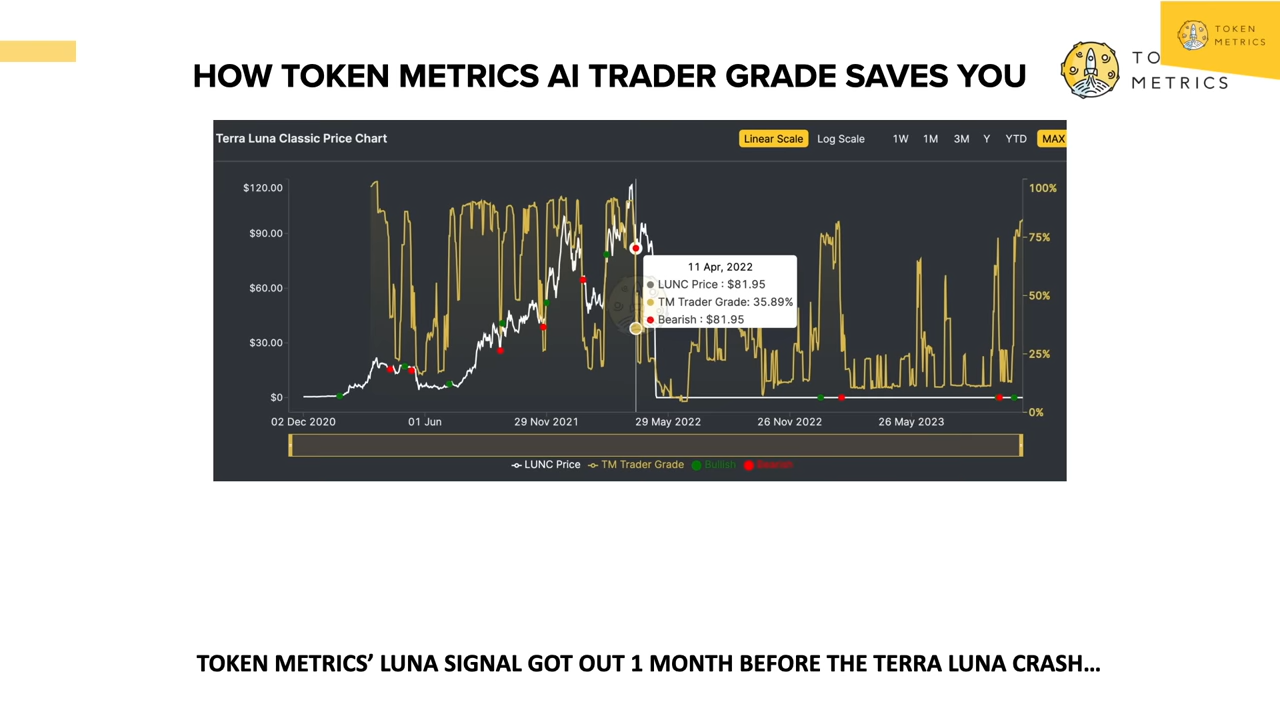 HOW TOKEN METRICS AI TRADER GRADE SAVES YOU
TO
METRICS
TOKEN
METRICS
Terra Luna Classic Price Chart
Linear Scale Log Scale 1W 1M 3M Y YTD MAX
$120.00
$90.00
$60.00
$30.00
$0
100%
75%
50%
25%
0%
11 Apr, 2022
LUNC Price : $81.95
TM Trader Grade: 35.89%
Bearish : $81.95
02 Dec 2020 01 Jun 29 Nov 2021 29 May 2022 26 Nov 2022 26 May 2023
LUNC Price TM Trader Grade Bullish Bearish
TOKEN METRICS’ LUNA SIGNAL GOT OUT 1 MONTH BEFORE THE TERRA LUNA CRASH…